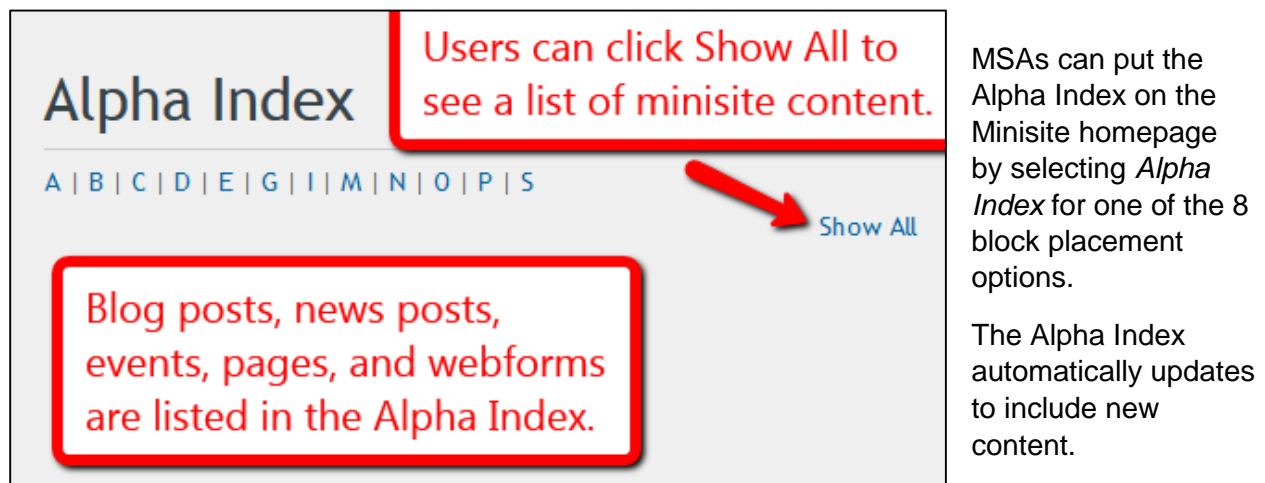 Users can click Show All to
see a list of minisite content.
Alpha Index
A | B | C | D | E | G | I | M | N | O | P | S
Show All
Blog posts, news posts,
events, pages, and webforms
are listed in the Alpha Index.
MSAs can put the
Alpha Index on the
Minisite homepage
by selecting Alpha
Index for one of the 8
block placement
options.
The Alpha Index
automatically updates
to include new
content.